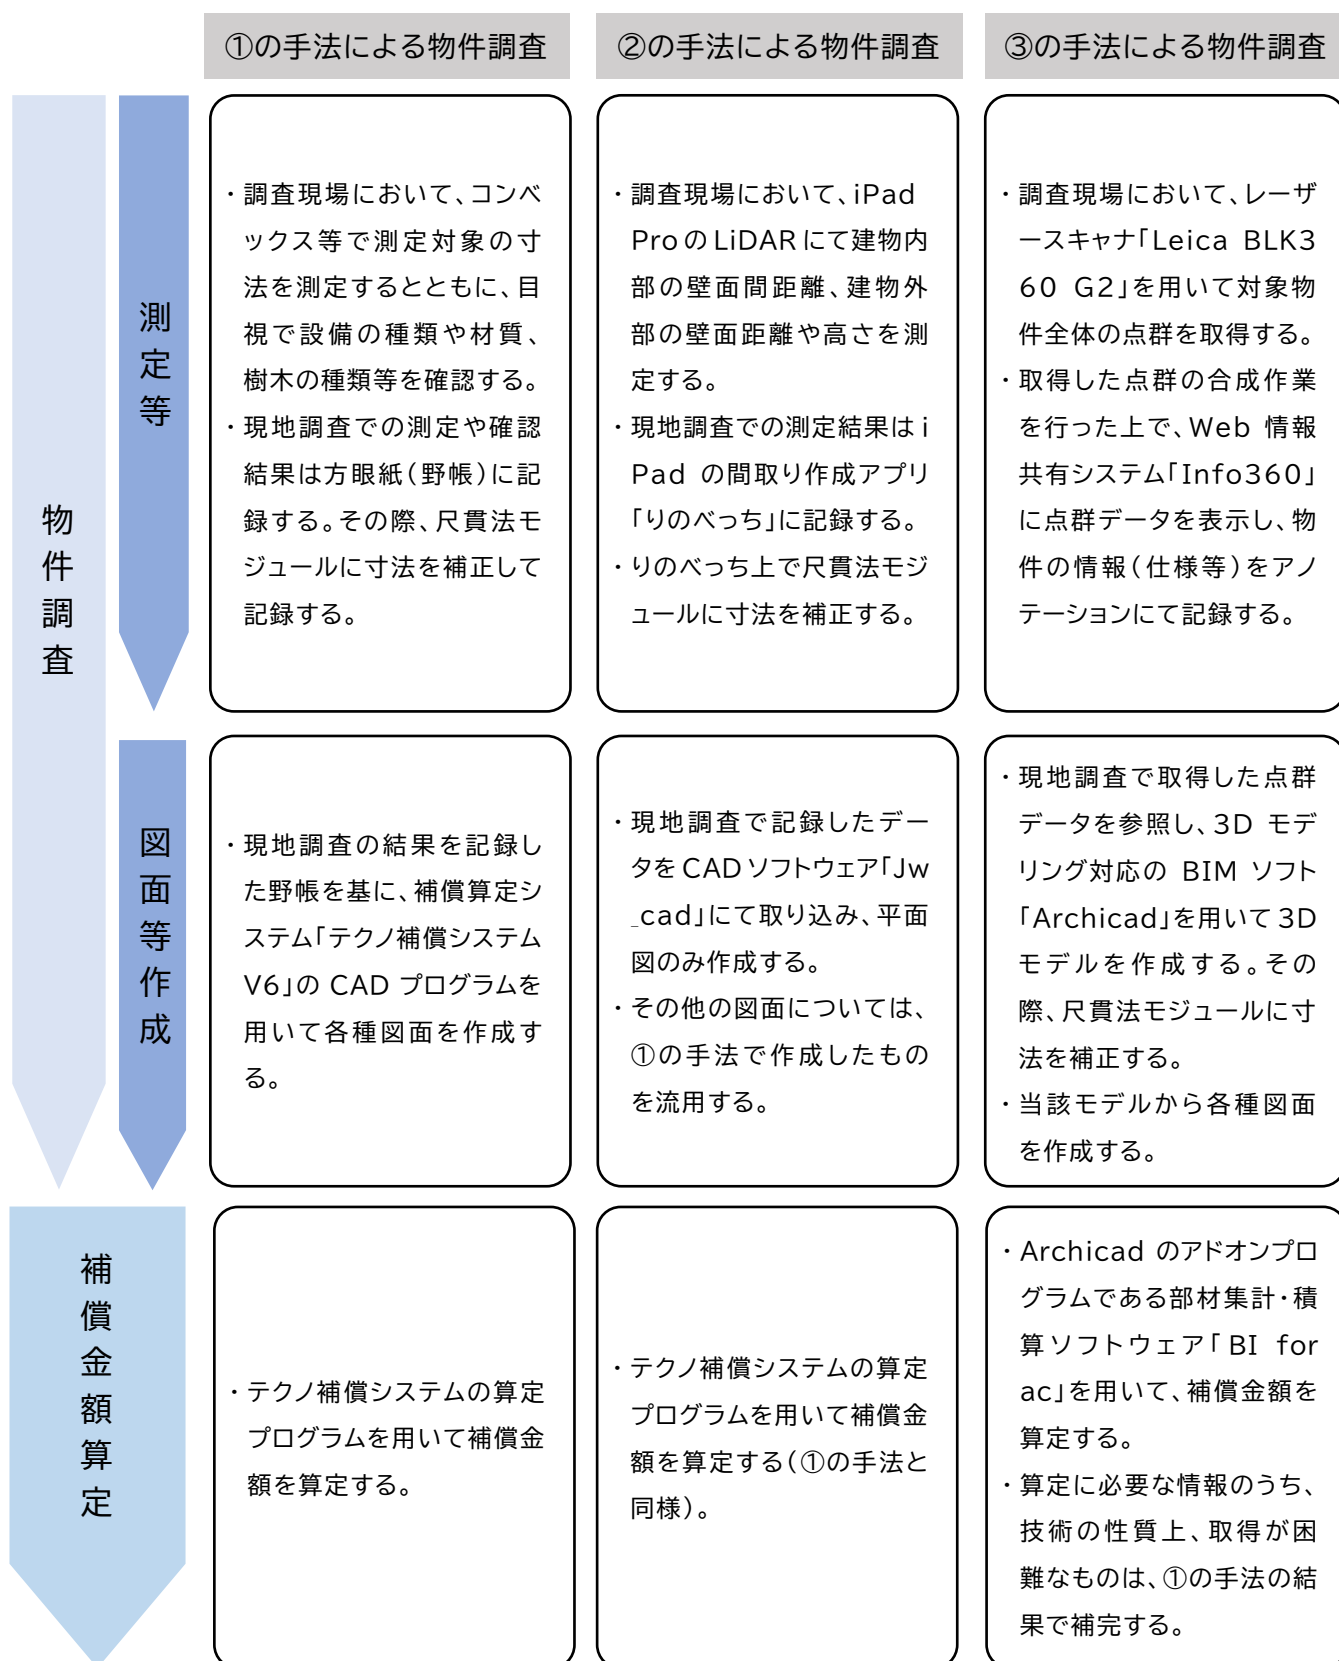 ①の手法による物件調査
②の手法による物件調査
③の手法による物件調査
物件調査
測定等
・調査現場において、コンベ
ックス等で測定対象の寸
法を測定するとともに、目
視で設備の種類や材質、
樹木の種類等を確認する。
・現地調査での測定や確認
結果は方眼紙（野帳）に記
録する。その際、尺貫法モ
ジュールに寸法を補正して
記録する。
・調査現場において、iPad
ProのLiDARにて建物内
部の壁面間距離、建物外
部の壁面距離や高さを測
定する。
・現地調査での測定結果はi
Pad の間取り作成アプリ
「りのべっち」に記録する。
・りのべっち上で尺貫法モジ
ュールに寸法を補正する。
・調査現場において、レーザ
ースキャナ「Leica BLK3
60 G2」を用いて対象物
件全体の点群を取得する。
・取得した点群の合成作業
を行った上で、Web 情報
共有システム「Info360」
に点群データを表示し、物
件の情報（仕様等）をアノ
テーションにて記録する。
図面等作成
・現地調査の結果を記録し
た野帳を基に、補償算定シ
ステム「テクノ補償システム
V6」の CAD プログラムを
用いて各種図面を作成す
る。
・現地調査で記録したデー
タを CAD ソフトウェア「Jw
_cad」にて取り込み、平面
図のみ作成する。
・その他の図面については、
①の手法で作成したもの
を流用する。
・現地調査で取得した点群
データを参照し、3D モデ
リング対応の BIM ソフト
「Archicad」を用いて 3D
モデルを作成する。その
際、尺貫法モジュールに寸
法を補正する。
・当該モデルから各種図面
を作成する。
補償金額算定
・テクノ補償システムの算定
プログラムを用いて補償金
額を算定する。
・テクノ補償システムの算定
プログラムを用いて補償金
額を算定する（①の手法と
同様）。
・Archicad のアドオンプロ
グラムである部材集計・積
算ソフトウェア「BI for
ac」を用いて、補償金額を
算定する。
・算定に必要な情報のうち、
技術の性質上、取得が困
難なものは、①の手法の結
果で補完する。